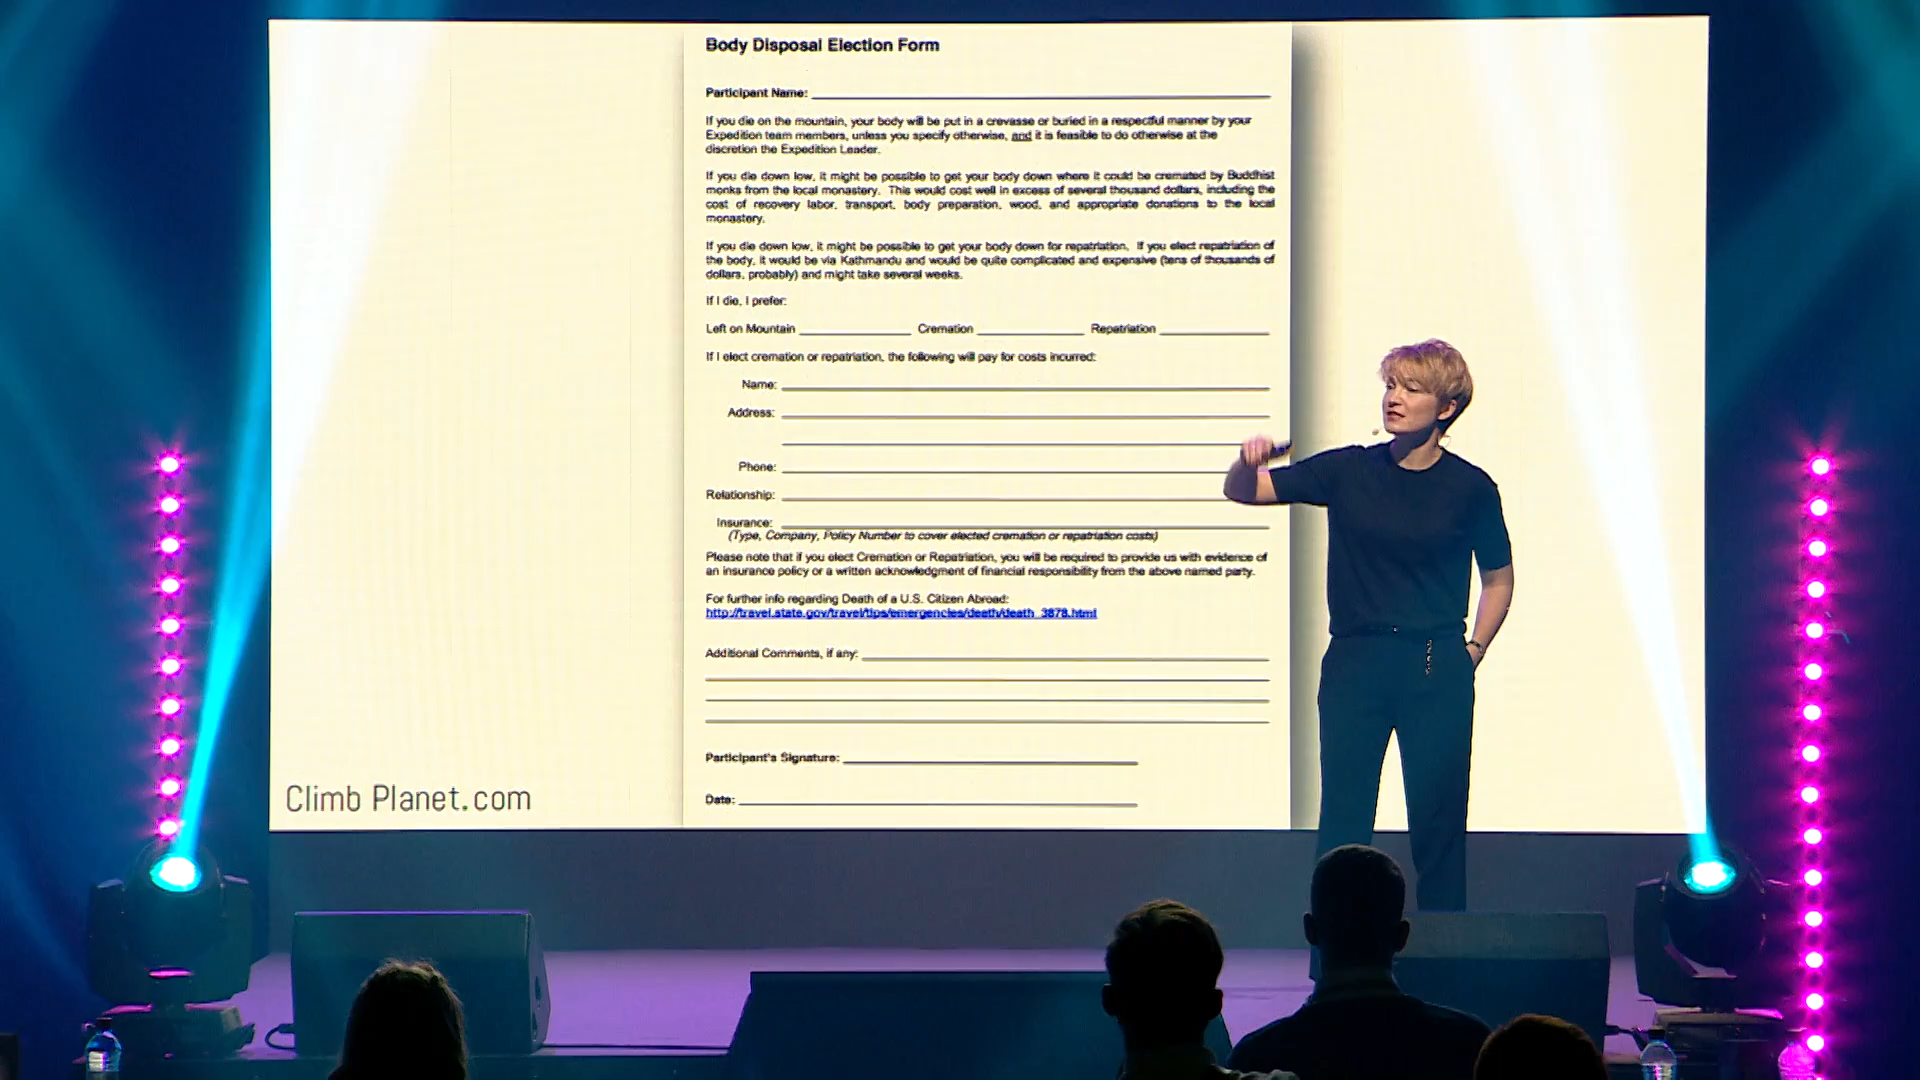 Body Disposal Election Form
Participant Name:
If you die on the mountain, your body will be put in a crevasse or buried in a respectful manner by your
Expedition team members, unless you specify otherwise, and it is feasible to do otherwise at the
discretion the Expedition Leader.
If you die down low, it might be possible to get your body down where it could be cremated by Buddhist
monks from the local monastery. This would cost well in excess of several thousand dollars, including the
cost of recovery labor, transport, body preparation, wood, and appropriate donations to the local
monastery.
If you die down low, it might be possible to get your body down for repatriation. If you elect repatriation of
the body, it would be via Kathmandu and would be quite complicated and expensive (tens of thousands of
dollars, probably) and might take several weeks.
If I die, I prefer:
Left on Mountain Cremation Repatriation
If I elect cremation or repatriation, the following will pay for costs incurred:
Name:
Address:
Phone:
Relationship:
Insurance:
(Type, Company, Policy Number to cover elected cremation or repatriation costs)
Please note that if you elect Cremation or Repatriation, you will be required to provide us with evidence of
an insurance policy or a written acknowledgment of financial responsibility from the above named party.
For further info regarding Death of a U.S. Citizen Abroad:
http://travel.state.gov/travel/tips/emergencies/death/death_3878.html
Additional Comments, if any:
Participant's Signature:
Date:
Climb Planet.com